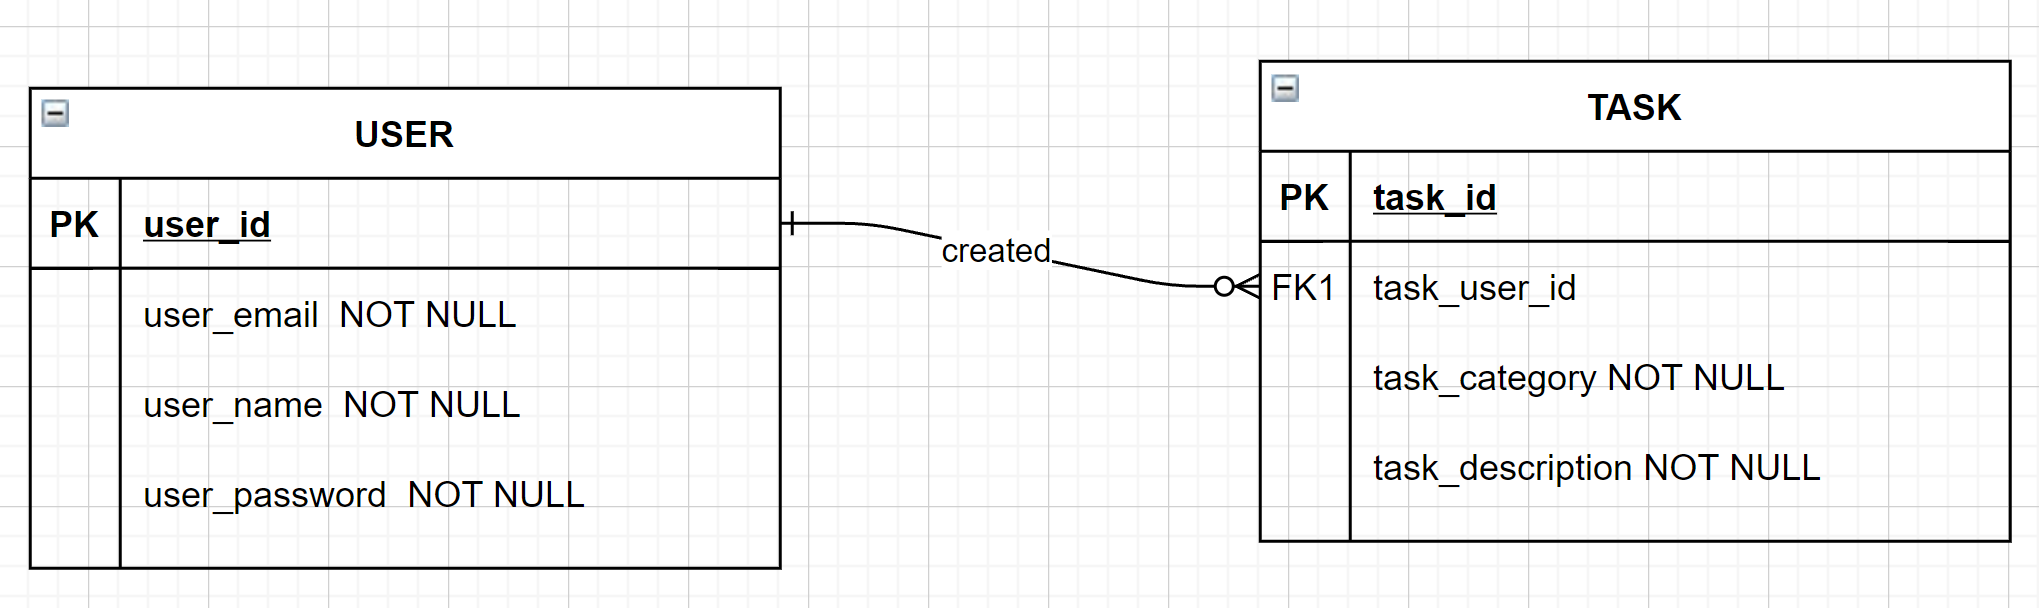 USER
PK user_id
user_email NOT NULL
user_name NOT NULL
user_password NOT NULL
created
TASK
PK task_id
FK1 task_user_id
task_category NOT NULL
task_description NOT NULL